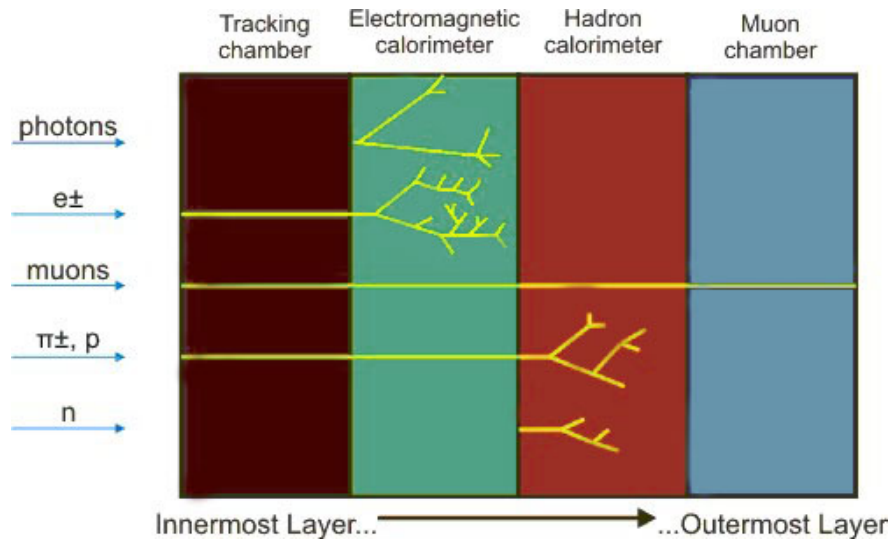 Tracking chamber
Electromagnetic calorimeter
Hadron calorimeter
Muon chamber
photons
e±
muons
π±, p
n
Innermost Layer...
...Outermost Layer